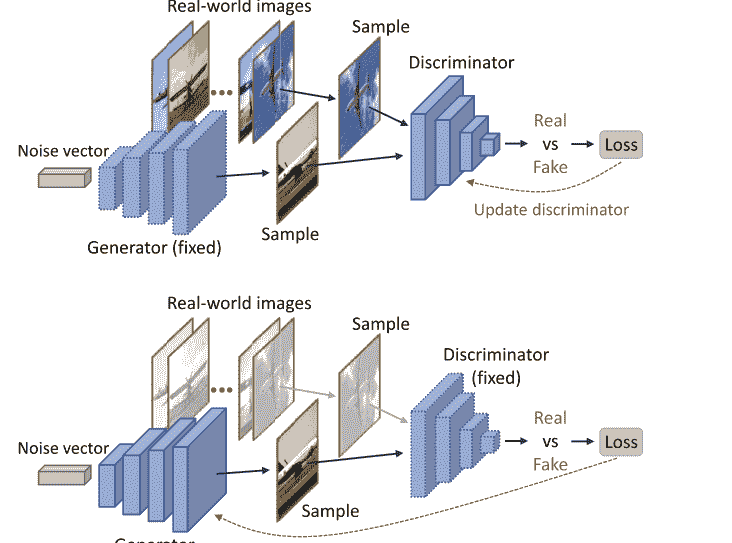 Real-world images
Sample
Discriminator
Noise vector
Real
vs
Fake
Loss
Update discriminator
Sample
Generator (fixed)
Real-world images
Sample
Discriminator
(fixed)
Noise vector
Real
vs
Fake
Loss
Sample
Generator